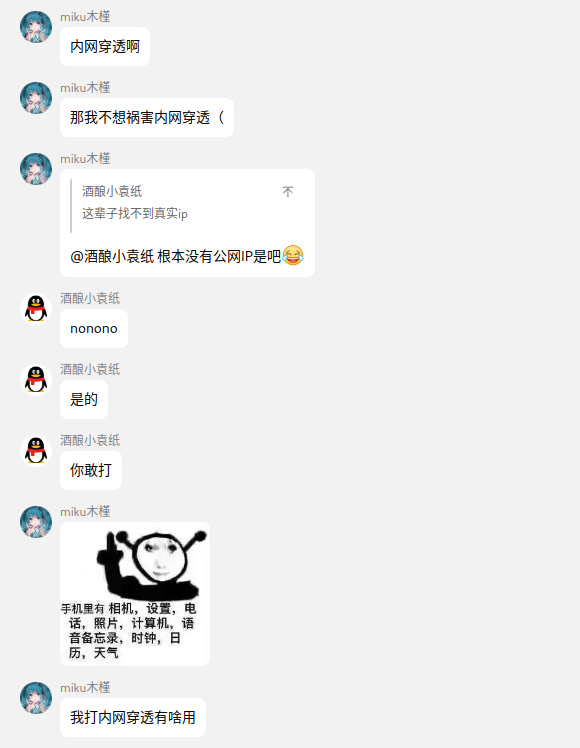 miku木槿
内网穿透啊
miku木槿
那我不想祸害内网穿透（
miku木槿
酒酿小袁纸
这辈子找不到真实ip
@酒酿小袁纸 根本没有公网IP是吧😂
酒酿小袁纸
nonono
酒酿小袁纸
是的
酒酿小袁纸
你敢打
miku木槿
手机里有 相机，设置，电
话，照片，计算机，语
音备忘录，时钟，日
历，天气
miku木槿
我打内网穿透有啥用